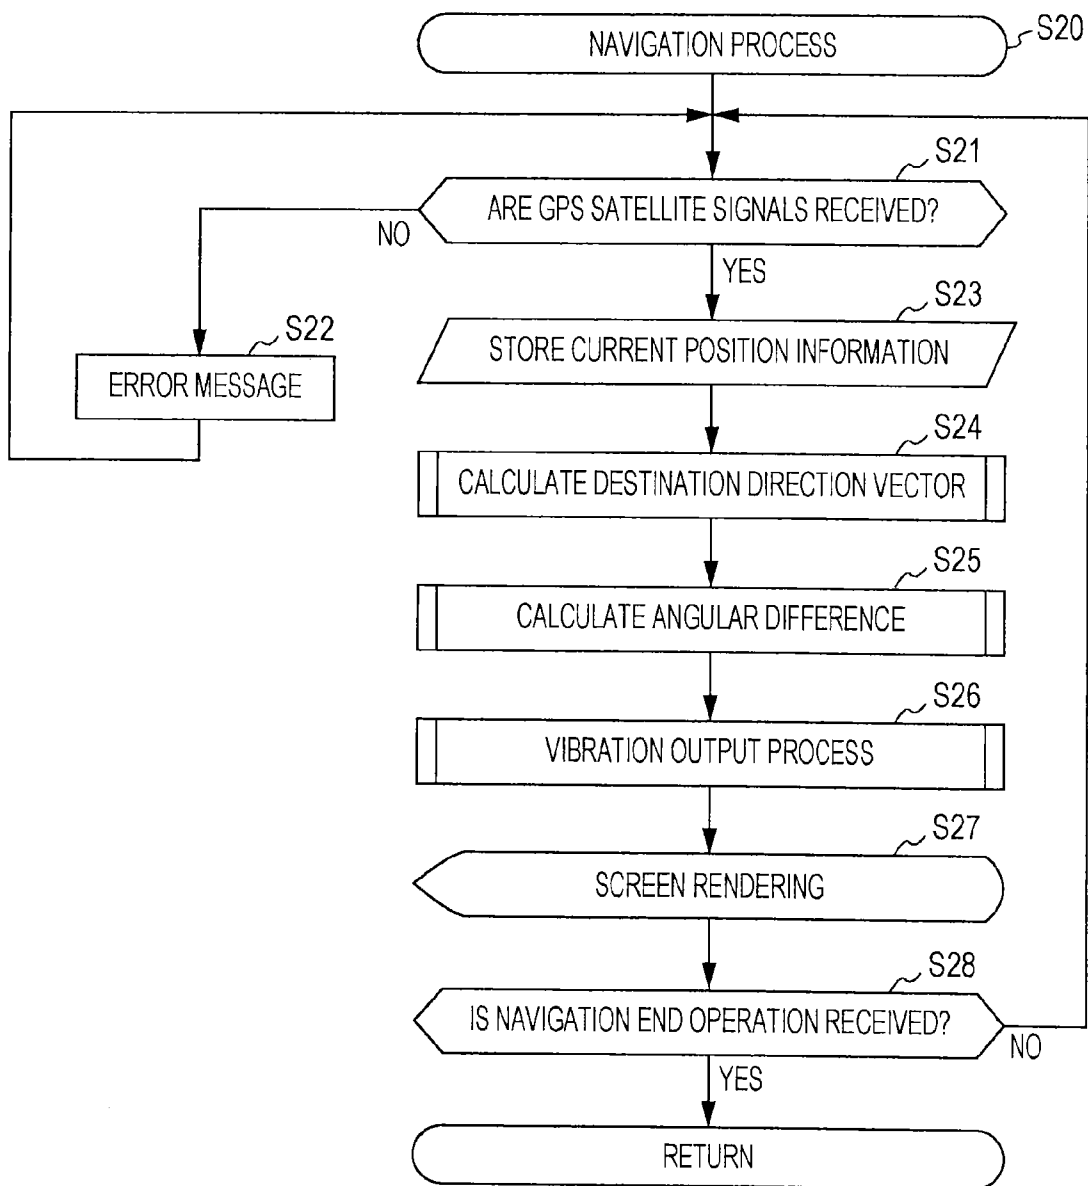 NAVIGATION PROCESS
S20
S21
ARE GPS SATELLITE SIGNALS RECEIVED?
NO
YES
S22
ERROR MESSAGE
S23
STORE CURRENT POSITION INFORMATION
S24
CALCULATE DESTINATION DIRECTION VECTOR
S25
CALCULATE ANGULAR DIFFERENCE
S26
VIBRATION OUTPUT PROCESS
S27
SCREEN RENDERING
S28
IS NAVIGATION END OPERATION RECEIVED?
NO
YES
RETURN